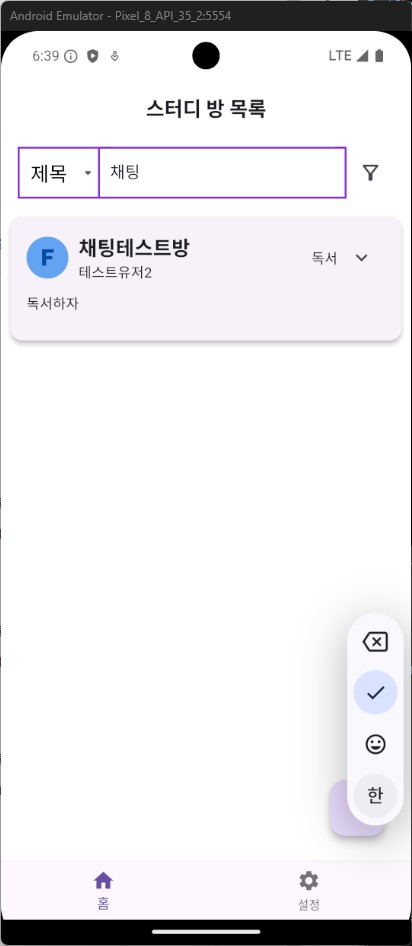 Android Emulator - Pixel_8_API_35_2:5554
6:39
LTE
스터디 방 목록
제목
채팅
F
채팅테스트방
테스트유저2
독서
독서하자
한
홈
설정